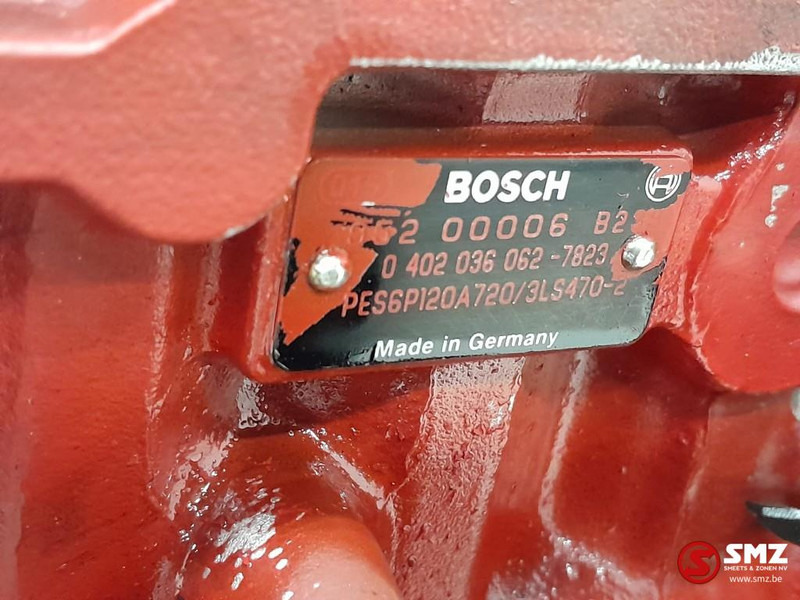 BOSCH
2 00006 B2
0 402 036 062 -7823
PES6P120A720/3LS470-2
Made in Germany
SMZ
SMEETS & ZONEN NV
www.smz.be